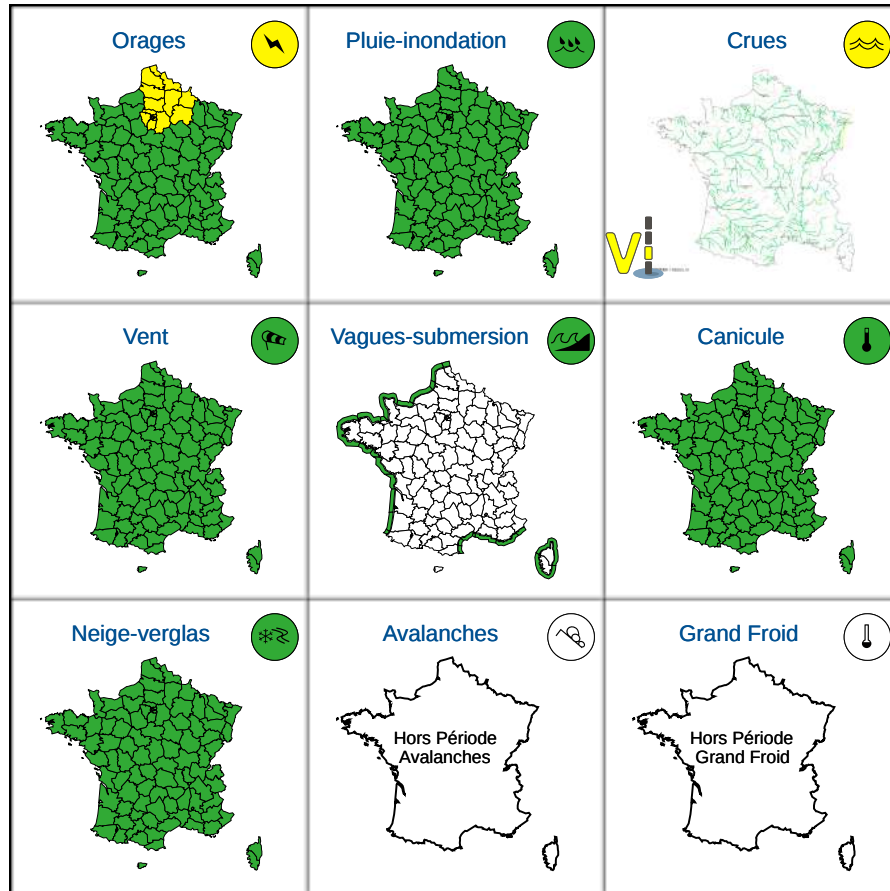 Orages
Pluie-inondation
Crues
Vi
Vent
Vagues-submersion
Canicule
Neige-verglas
Avalanches
Grand Froid
Hors Période
Avalanches
Hors Période
Grand Froid